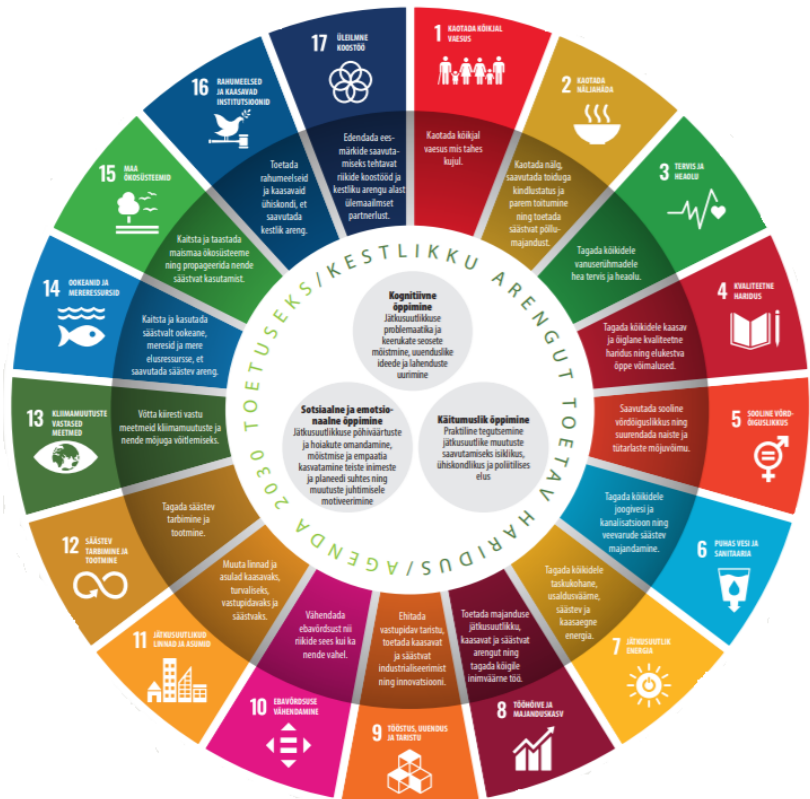 1 KAOTADA KÕIKJAL
VAESUS
Kaotada kõikjal
vaesus mis tahes
kujul.
2 KAOTADA
NÄLJAHÄDA
Kaotada nälg,
saavutada toiduga
kindlustatus ja
parem toitumine
ning toetada
säästvat põllu-
majandust.
3 TERVIS JA
HEAOLU
Tagada kõikidele
vanuserühmadele
hea tervis ja heaolu.
4 KVALITEETNE
HARIDUS
Tagada kõikidele kaasav
ja õiglane kvaliteetne
haridus ning elukestva
õppe võimalused.
5 SOOLINE VÕRD-
ÕIGUSLIKKUS
Saavutada sooline
võrdõiguslikkus ning
suurendada naiste ja
tütarlaste mõjuvõimu.
6 PUHAS VESI JA
SANITAARIA
Tagada kõikidele
joogivesi ja
kanalisatsioon ning
veevarude säästev
majandamine.
7 JÄTKUSUUTLIK
ENERGIA
Tagada kõikidele
taskukohane,
usaldusväärne,
säästev ja
kaasaegne
energia.
8 TÖÖHÕIVE JA
MAJANDUSKASV
Toetada majanduse
jätkusuutlikku,
kaasavat ja säästvat
arengut ning
tagada kõigile
inimväärne töö.
9 TÖÖSTUS, UUENDUS
JA TARISTU
Ehitada
vastupidav taristu,
toetada kaasavat
ja säästvat
industrialiseerimist
ning innovatsiooni.
10 EBAVÕRDSUSE
VÄHENDAMINE
Vähendada
ebavõrdsust nii
riikide sees kui ka
nende vahel.
11 JÄTKUSUUTLIKUD
LINNAD JA ASUMID
Muuta linnad ja
asulad kaasavaks,
turvaliseks,
vastupidavaks ja
säästvaks.
12 SÄÄSTEV
TARBIMINE JA
TOOTMINE
Tagada säästev
tarbimine ja
tootmine.
13 KLIIMAMUUTUSTE
VASTASED
MEETMED
Võtta kiiresti vastu
meetmeid kliimamuutuste ja
nende mõjuga võitlemiseks.
14 OOKEANID JA
MERERESSURSID
Kaitsta ja kasutada
säästvalt ookeane,
meresid ja mere
elusressursse, et
saavutada säästev areng.
15 MAA
ÖKOSÜSTEEMID
Kaitsta ja taastada
maismaa ökosüsteeme
ning propageerida nende
säästvat kasutamist.
16 RAHUMEELSED
JA KAASAVAD
INSTITUTSIOONID
Toetada
rahumeelseid
ja kaasavaid
ühiskondi, et
saavutada
kestlik areng.
17 ÜLEILMNE
KOOSTÖÖ
Edendada ees-
märkide saavuta-
miseks tehtavat
riikide koostööd ja
kestliku arengu alast
ülemaailmset
partnerlust.
AGENDA 2030 TOETUSEKS/KESTLIKKU ARENGUT TOETAV HARIDUS/
Kognitiivne
õppimine
Jätkusuutlikkuse
problemaatika ja
keerukate seosete
mõistmine, uuenduslike
ideede ja lahenduste
uurimine
Sotsiaalne ja emotsio-
naalne õppimine
Jätkusuutlikkuse põhiväärtuste
ja hoiakute omandamine,
mõistmise ja empaatia
kasvatamine teiste inimeste
ja planeedi suhtes ning
muutuste juhtimisele
motiveerimine
Käitumuslik õppimine
Praktiline tegutsemine
jätkusuutlike muutuste
saavutamiseks isiklikus,
ühiskondlikus ja poliitilises
elus